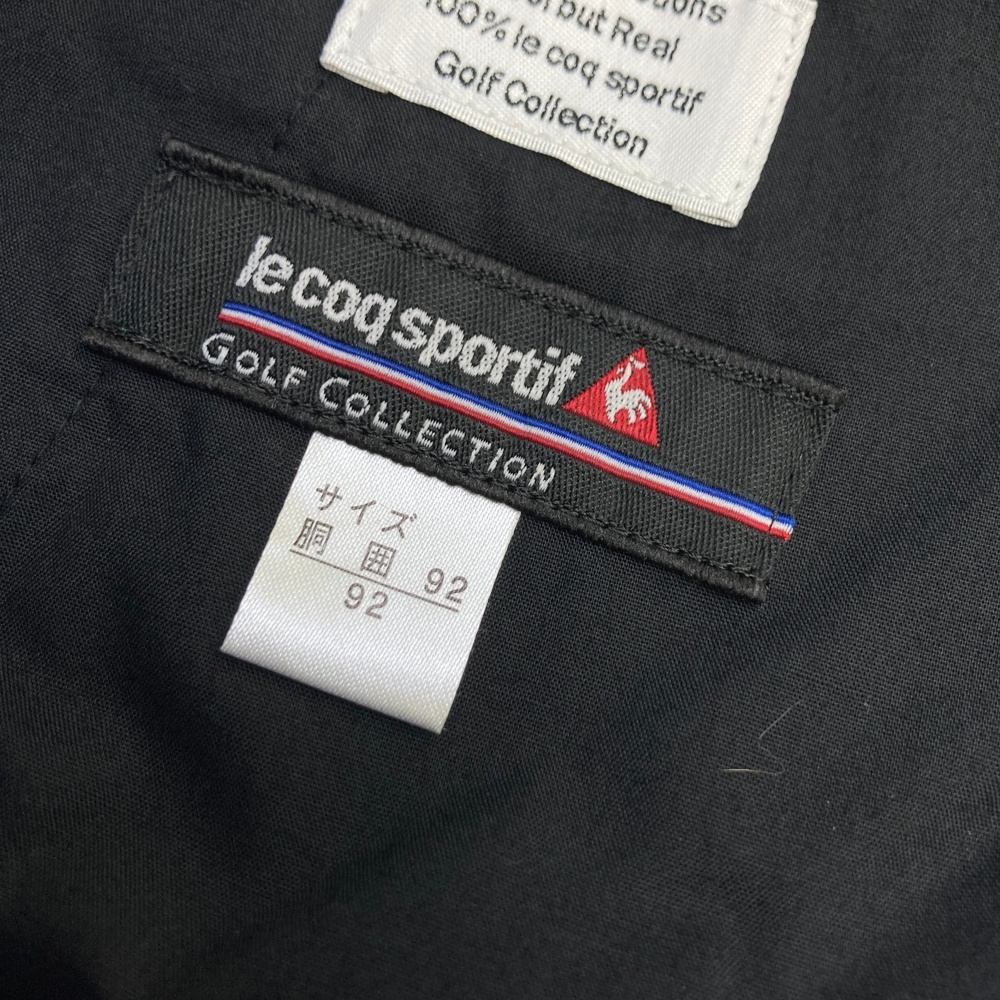 but Real
100% le coq sportif
Golf Collection
le coq sportif
GOLF COLLECTION
サイズ
胴 囲 92
92